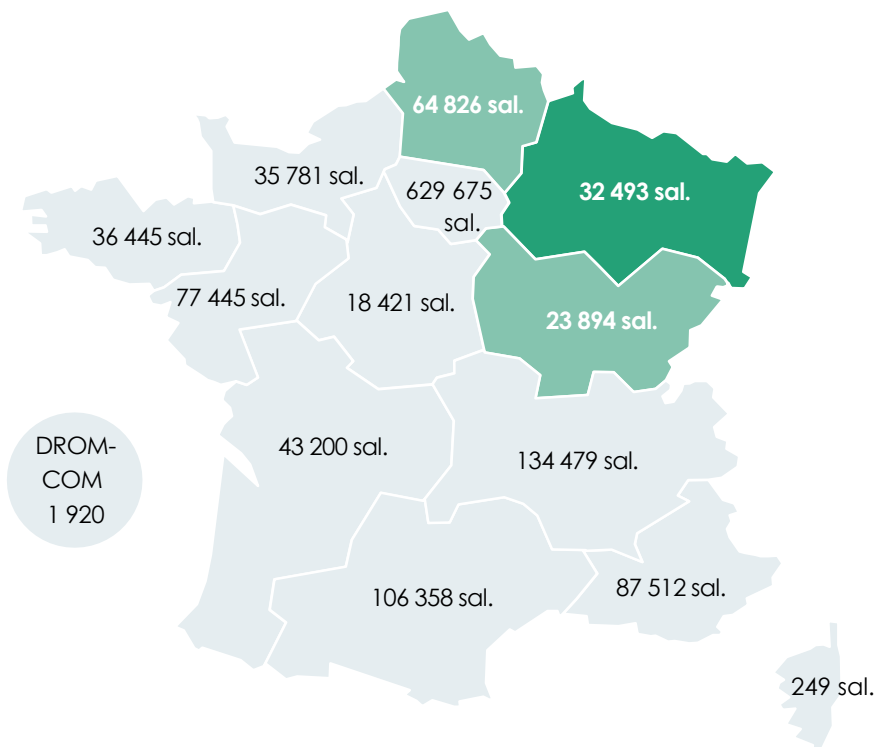 64 826 sal.
35 781 sal.
629 675
sal.
32 493 sal.
36 445 sal.
77 445 sal.
18 421 sal.
23 894 sal.
DROM-
COM
1 920
43 200 sal.
134 479 sal.
106 358 sal.
87 512 sal.
249 sal.